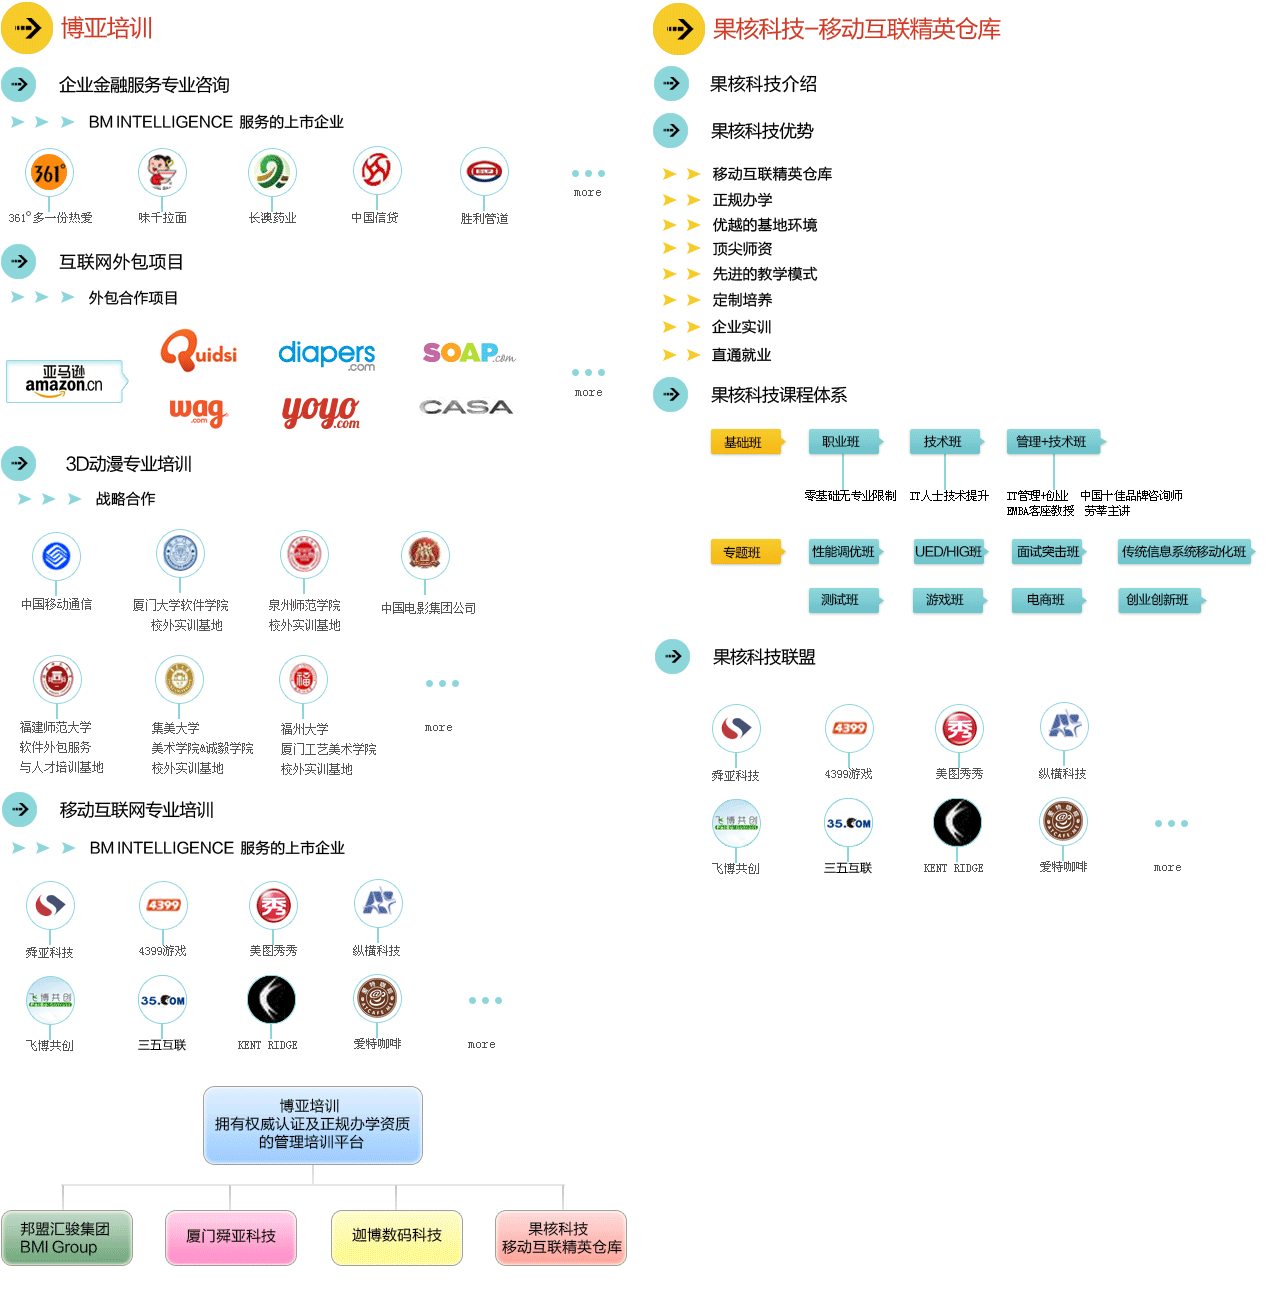 博亚培训
企业金融服务专业咨询
BM INTELLIGENCE 服务的上市企业
361°
361°多一份热爱
味千拉面
长澳药业
中国信贷
胜利管道
more
互联网外包项目
外包合作项目
亚马逊
amazon.cn
Quidsi
diapers
.com
SOAP.com
wag
.com
yoyo
.com
CASA
more
3D动漫专业培训
战略合作
中国移动通信
厦门大学软件学院
校外实训基地
泉州师范学院
校外实训基地
中国电影集团公司
福建师范大学
软件外包服务
与人才培训基地
集美大学
美术学院&诚毅学院
校外实训基地
福
福州大学
厦门工艺美术学院
校外实训基地
more
移动互联网专业培训
BM INTELLIGENCE 服务的上市企业
舜亚科技
4399
4399游戏
秀
美图秀秀
纵横科技
飞博共创
飞博共创
35.COM
三五互联
KENT RIDGE
爱特咖啡
more
博亚培训
拥有权威认证及正规办学资质
的管理培训平台
邦盟汇骏集团
BMI Group
厦门舜亚科技
迦博数码科技
果核科技
移动互联精英仓库
果核科技-移动互联精英仓库
果核科技介绍
果核科技优势
移动互联精英仓库
正规办学
优越的基地环境
顶尖师资
先进的教学模式
定制培养
企业实训
直通就业
果核科技课程体系
基础班
职业班
技术班
管理+技术班
零基础无专业限制
IT人士技术提升
IT管理+创业
EMBA客座教授
中国十佳品牌咨询师
劳莘主讲
专题班
性能调优班
UED/HIG班
面试突击班
传统信息系统移动化班
测试班
游戏班
电商班
创业创新班
果核科技联盟
舜亚科技
4399
4399游戏
秀
美图秀秀
纵横科技
飞博共创
飞博共创
35.COM
三五互联
KENT RIDGE
爱特咖啡
more